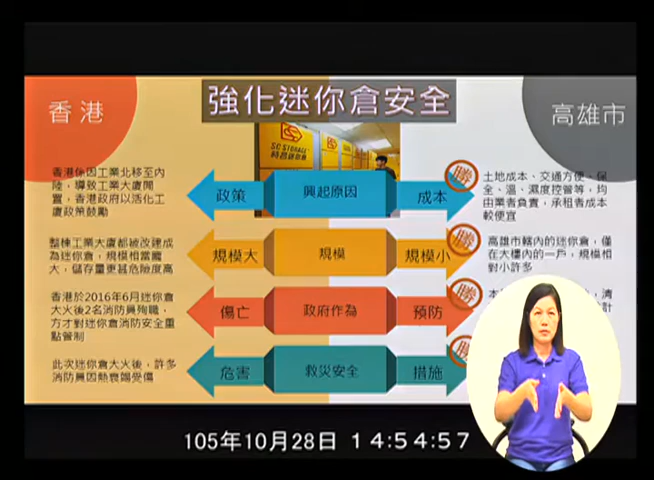 強化迷你倉安全
香港
高雄市
SC STORAGE
時昌迷你倉
香港係因工業北移至內
陸，導致工業大廈閒
置，香港政府以活化工
廈政策鼓勵
政策
興起原因
成本
勝
土地成本、交通方便、保
全、溫、濕度控管等，均
由業者負責，承租者成本
較便宜
整棟工業大廈都被改建成
為迷你倉，規模相當龐
大，儲存量更甚危險度高
規模大
規模
規模小
勝
高雄市轄內的迷你倉，僅
在大樓內的一戶，規模相
對小許多
香港於2016年6月迷你倉
大火後2名消防員殉職，
方才對迷你倉消防安全重
點管制
傷亡
政府作為
預防
勝
此次迷你倉大火後，許多
消防員因熱衰竭受傷
危害
救災安全
措施
105年10月28日 14:54:57